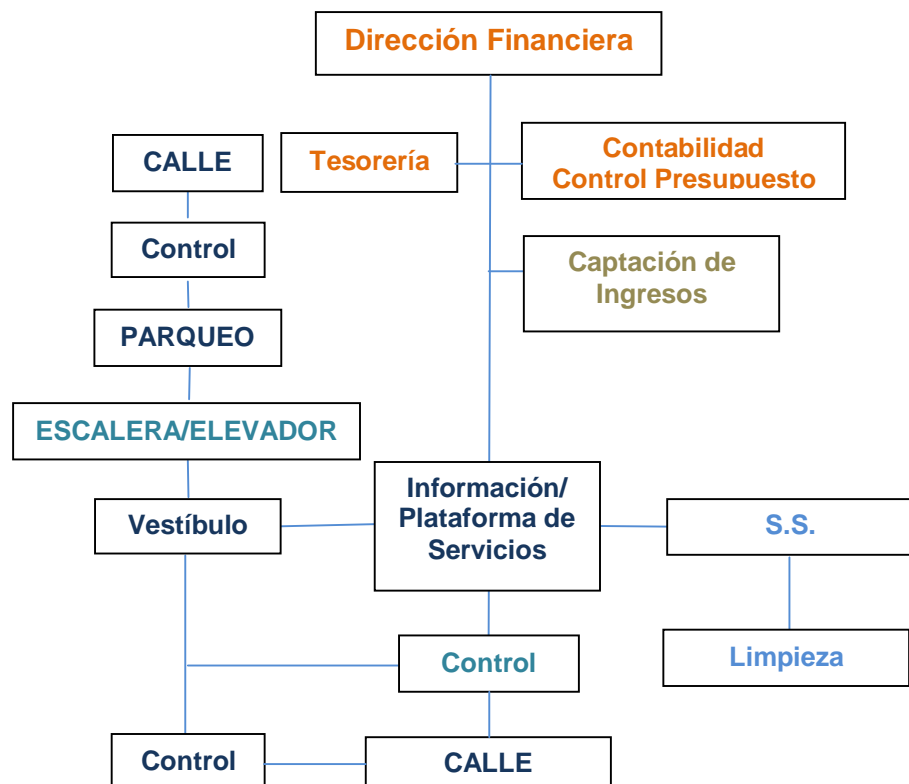 Dirección Financiera
Tesorería
Contabilidad
Control Presupuesto
CALLE
Control
Captación de
Ingresos
PARQUEO
ESCALERA/ELEVADOR
Información/
Plataforma de
Servicios
Vestíbulo
S.S.
Control
Limpieza
Control
CALLE